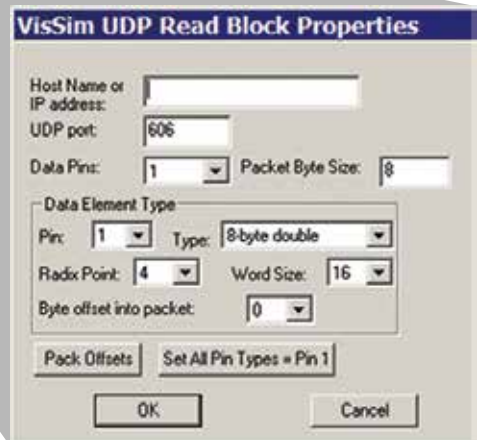 VisSim UDP Read Block Properties
Host Name or
IP address:
UDP port: 606
Data Pins: 1 Packet Byte Size: 8
Data Element Type
Pin: 1 Type: 8-byte double
Radix Point: 4 Word Size: 16
Byte offset into packet: 0
Pack Offsets Set All Pin Types = Pin 1
OK Cancel